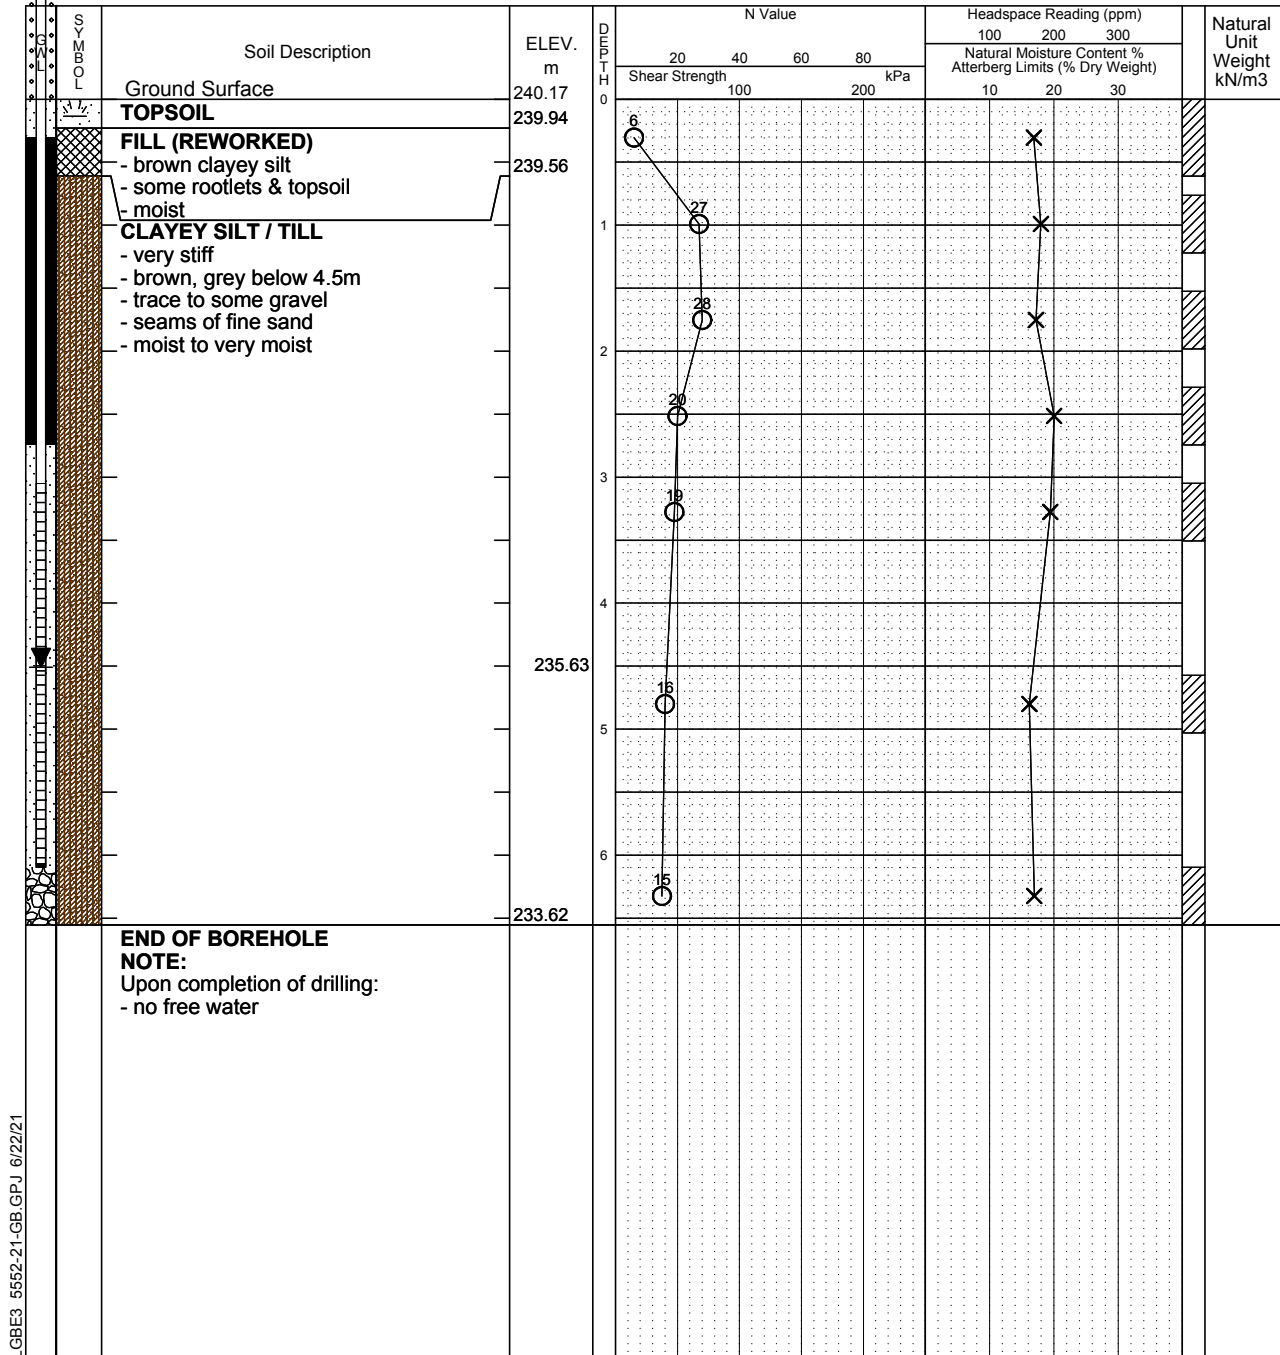 GWL
SYMBOL
Soil Description
ELEV.
m
DEPTH
N Value
20 40 60 80
Shear Strength kPa
100 200
Headspace Reading (ppm)
100 200 300
Natural Moisture Content %
Atterberg Limits (% Dry Weight)
10 20 30
Natural
Unit
Weight
kN/m3
Ground Surface
240.17
0
TOPSOIL
239.94
FILL (REWORKED)
- brown clayey silt
239.56
- some rootlets & topsoil
- moist
CLAYEY SILT / TILL
- very stiff
- brown, grey below 4.5m
- trace to some gravel
- seams of fine sand
- moist to very moist
6
27
1
28
2
20
3
19
4
235.63
16
5
6
15
233.62
END OF BOREHOLE
NOTE:
Upon completion of drilling:
- no free water
GBE3 5552-21-GB.GPJ 6/22/21